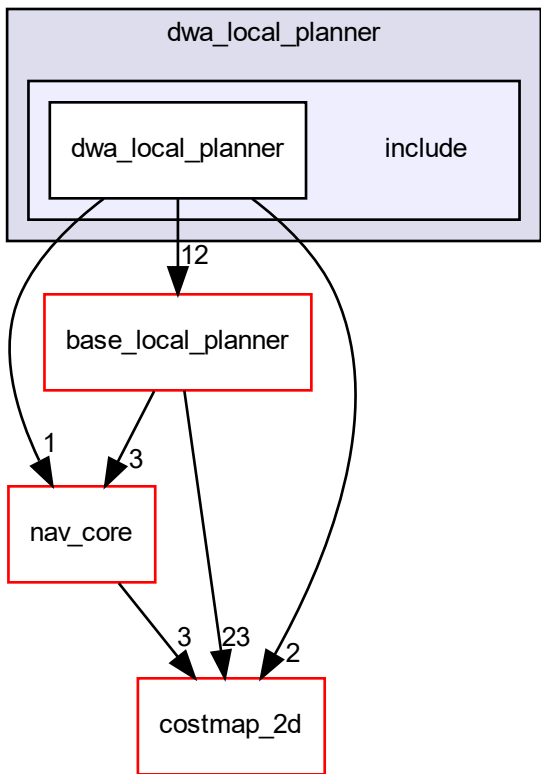 dwa_local_planner
dwa_local_planner
include
12
base_local_planner
1
3
nav_core
3
23
2
costmap_2d